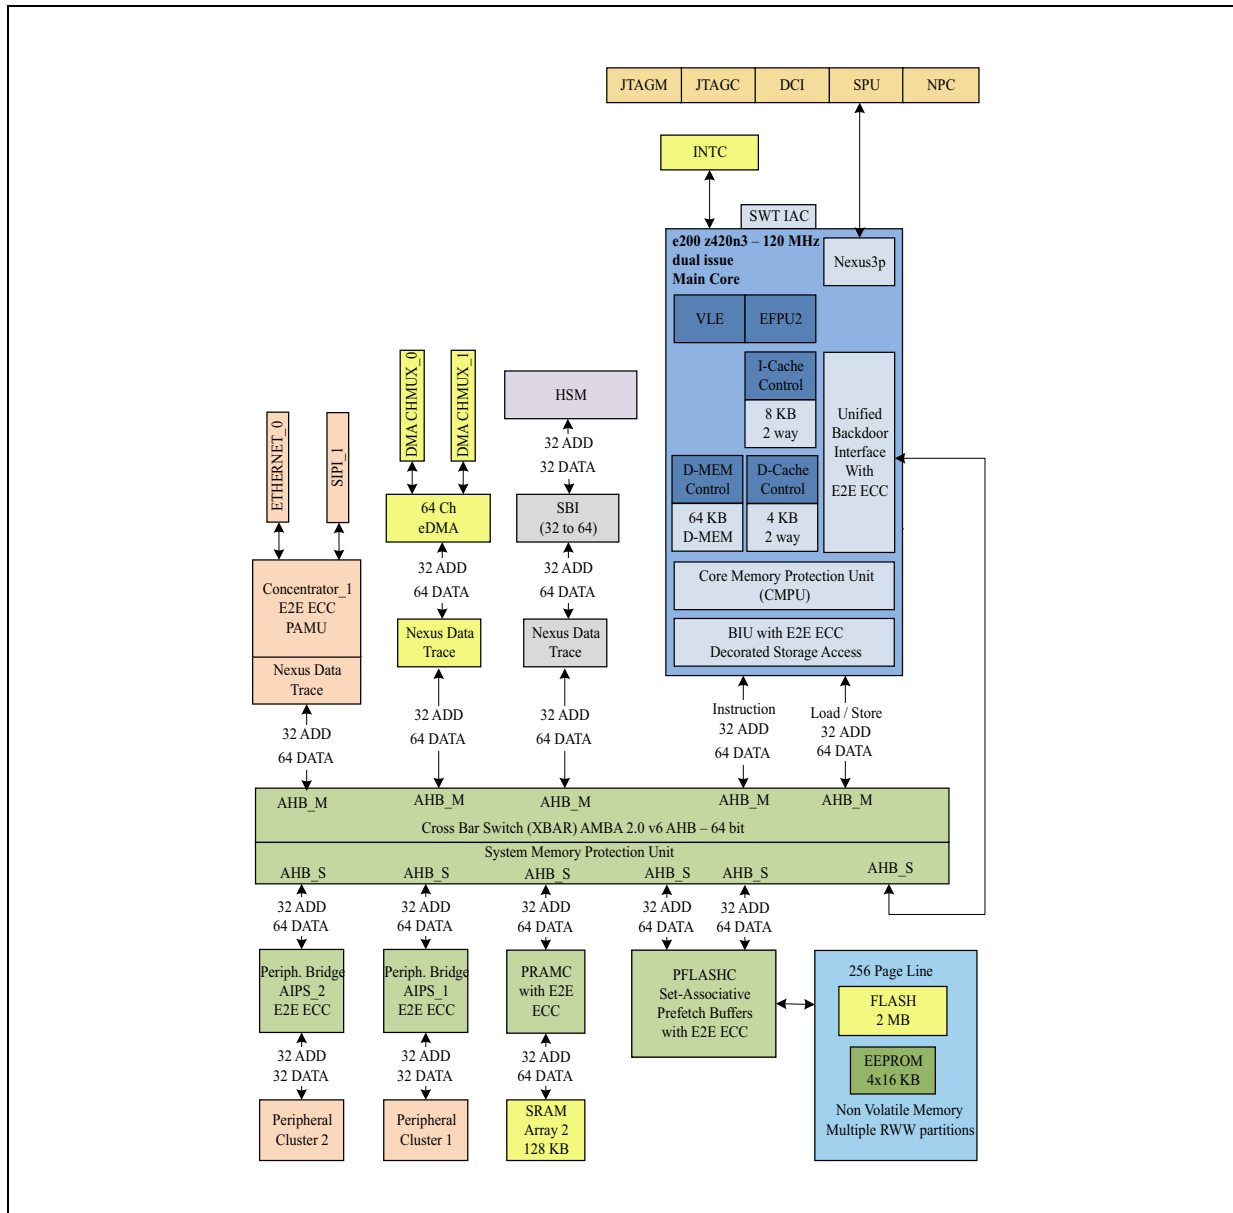 JTAGM JTAGC DCI SPU NPC
INTC
SWT IAC
e200 z420n3 – 120 MHz
dual issue
Main Core
Nexus3p
VLE EFPU2
I-Cache
Control
8 KB
2 way
Unified
Backdoor
Interface
With
E2E ECC
D-MEM
Control
64 KB
D-MEM
D-Cache
Control
4 KB
2 way
Core Memory Protection Unit
(CMPU)
BIU with E2E ECC
Decorated Storage Access
ETHERNET_0
SIPI_1
Concentrator_1
E2E ECC
PAMU
Nexus Data
Trace
32 ADD
64 DATA
DMA CHMUX_0
DMA CHMUX_1
64 Ch
eDMA
32 ADD
64 DATA
Nexus Data
Trace
32 ADD
64 DATA
HSM
32 ADD
32 DATA
SBI
(32 to 64)
32 ADD
64 DATA
Nexus Data
Trace
32 ADD
64 DATA
Instruction
32 ADD
64 DATA
Load / Store
32 ADD
64 DATA
AHB_M AHB_M AHB_M AHB_M AHB_M
Cross Bar Switch (XBAR) AMBA 2.0 v6 AHB – 64 bit
System Memory Protection Unit
AHB_S AHB_S AHB_S AHB_S AHB_S AHB_S
32 ADD
64 DATA
Periph. Bridge
AIPS_2
E2E ECC
32 ADD
32 DATA
Peripheral
Cluster 2
32 ADD
64 DATA
Periph. Bridge
AIPS_1
E2E ECC
32 ADD
32 DATA
Peripheral
Cluster 1
32 ADD
64 DATA
PRAMC
with E2E
ECC
32 ADD
64 DATA
SRAM
Array 2
128 KB
32 ADD
64 DATA
32 ADD
64 DATA
PFLASHC
Set-Associative
Prefetch Buffers
with E2E ECC
256 Page Line
FLASH
2 MB
EEPROM
4x16 KB
Non Volatile Memory
Multiple RWW partitions